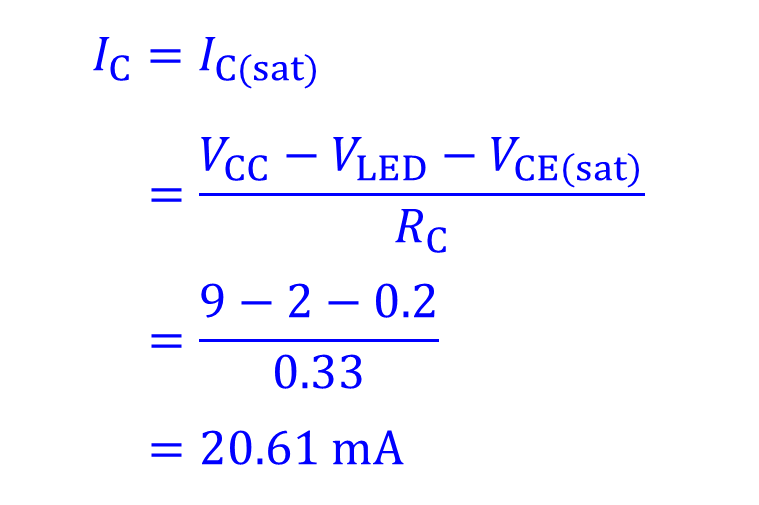 I_C = I_C(sat)
= (V_CC − V_LED − V_CE(sat)) / R_C
= (9 − 2 − 0.2) / 0.33
= 20.61 mA